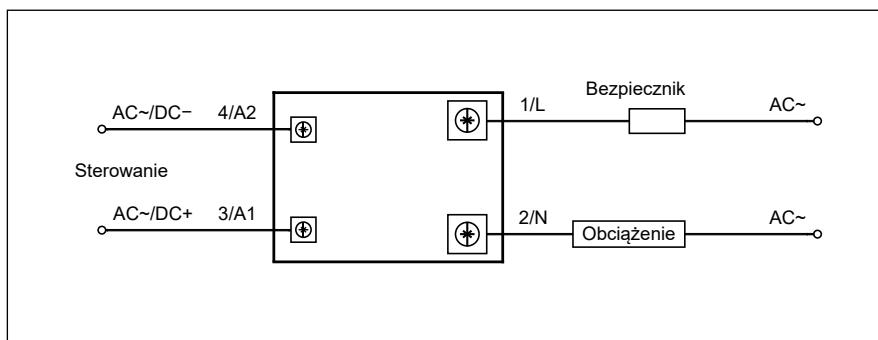 Bezpiecznik
AC~/DC− 4/A2 1/L AC~
Sterowanie
AC~/DC+ 3/A1 2/N Obciążenie AC~